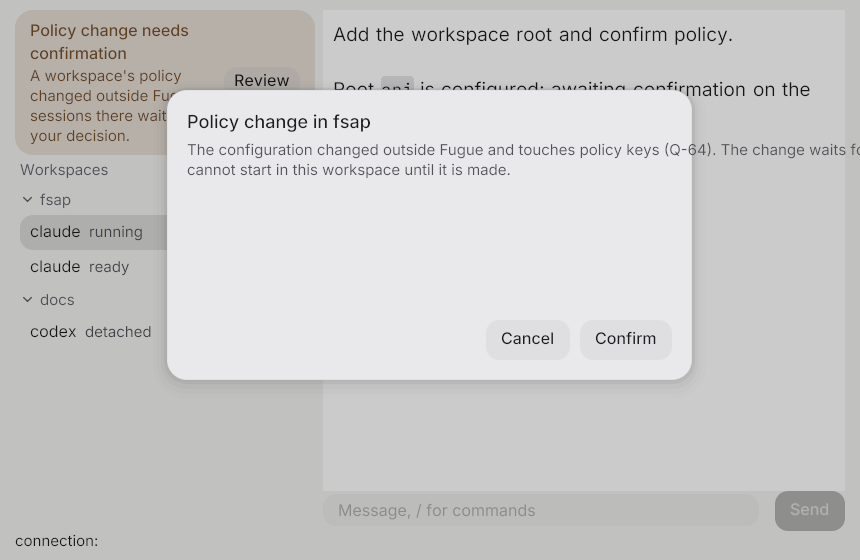 Policy change needs
confirmation
A workspace's policy
changed outside Fug
sessions there wait
your decision.
Review
Workspaces
fsap
claude running
claude ready
docs
codex detached
Add the workspace root and confirm policy.
Root api is configured; awaiting confirmation on the
Policy change in fsap
The configuration changed outside Fugue and touches policy keys (Q-64). The change waits fo
cannot start in this workspace until it is made.
Cancel
Confirm
Message, / for commands
Send
connection: